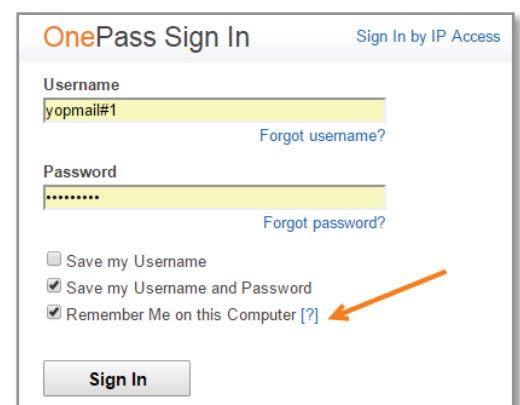 OnePass Sign In
Sign In by IP Access
Username
yopmail#1
Forgot username?
Password
•••••••••
Forgot password?
Save my Username
Save my Username and Password
Remember Me on this Computer [?]
Sign In